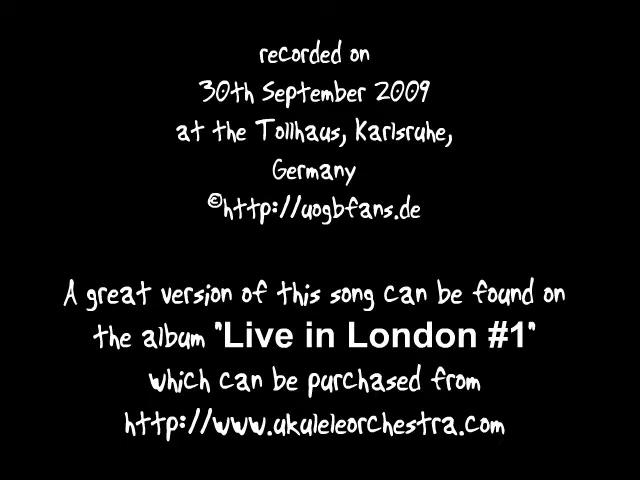 recorded on
30th September 2009
at the Tollhaus, Karlsruhe,
Germany
©http://uogbfans.de
A great version of this song can be found on
the album "Live in London #1"
which can be purchased from
http://www.ukuleleorchestra.com